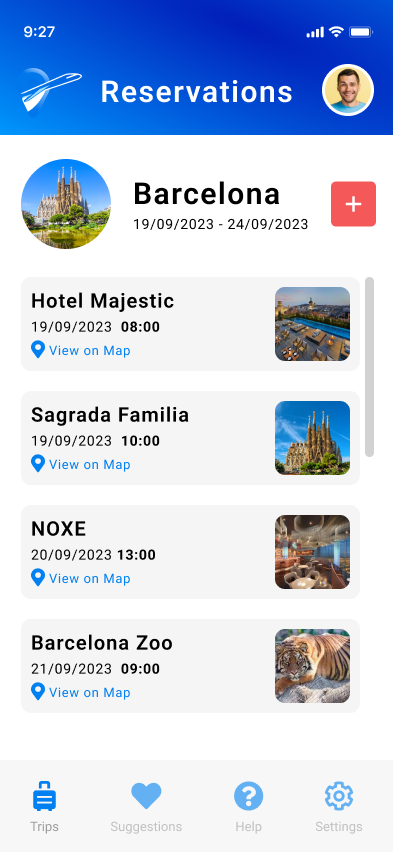 9:27
Reservations
Barcelona
19/09/2023 - 24/09/2023
Hotel Majestic
19/09/2023 08:00
View on Map
Sagrada Familia
19/09/2023 10:00
View on Map
NOXE
20/09/2023 13:00
View on Map
Barcelona Zoo
21/09/2023 09:00
View on Map
Trips Suggestions Help Settings